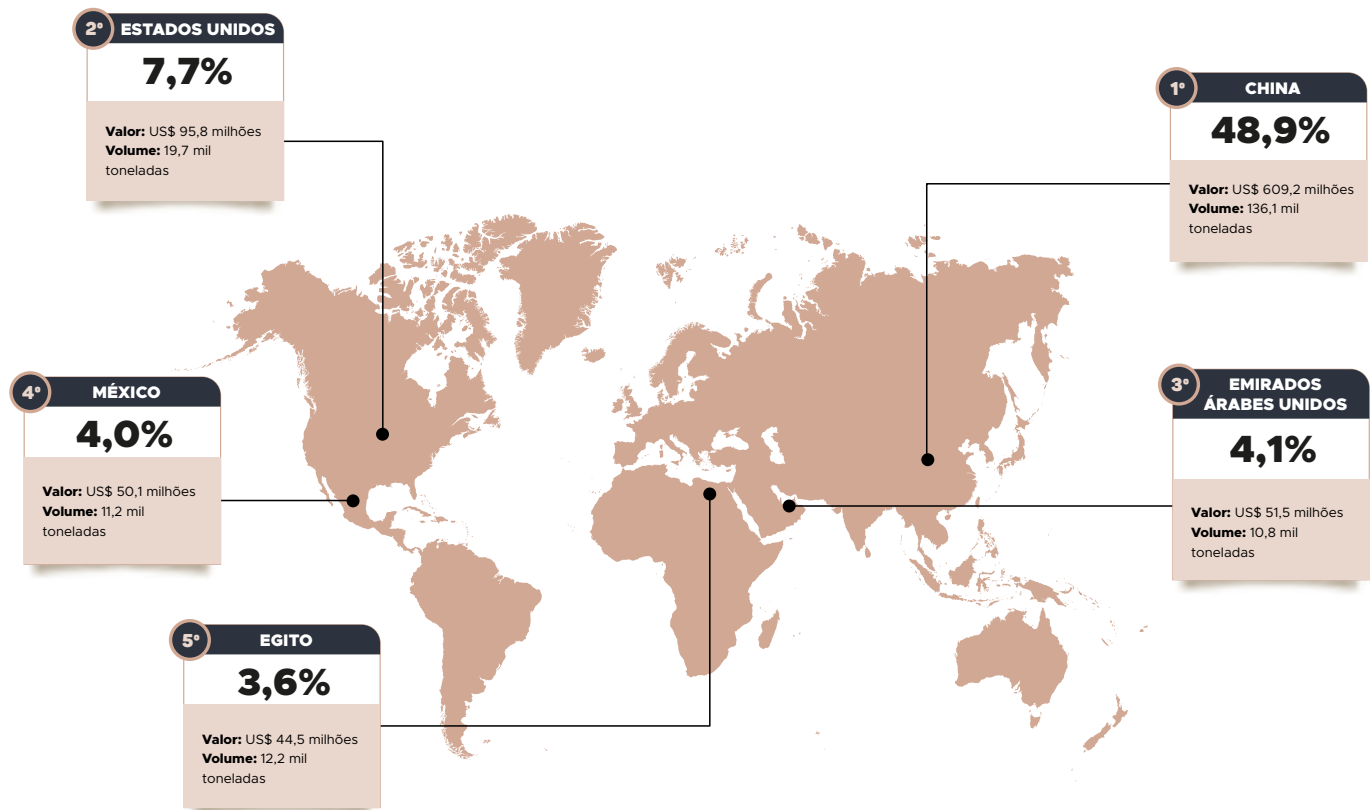 2º ESTADOS UNIDOS
7,7%
Valor: US$ 95,8 milhões
Volume: 19,7 mil
toneladas
1º CHINA
48,9%
Valor: US$ 609,2 milhões
Volume: 136,1 mil
toneladas
4º MÉXICO
4,0%
Valor: US$ 50,1 milhões
Volume: 11,2 mil
toneladas
3º EMIRADOS
ÁRABES UNIDOS
4,1%
Valor: US$ 51,5 milhões
Volume: 10,8 mil
toneladas
5º EGITO
3,6%
Valor: US$ 44,5 milhões
Volume: 12,2 mil
toneladas